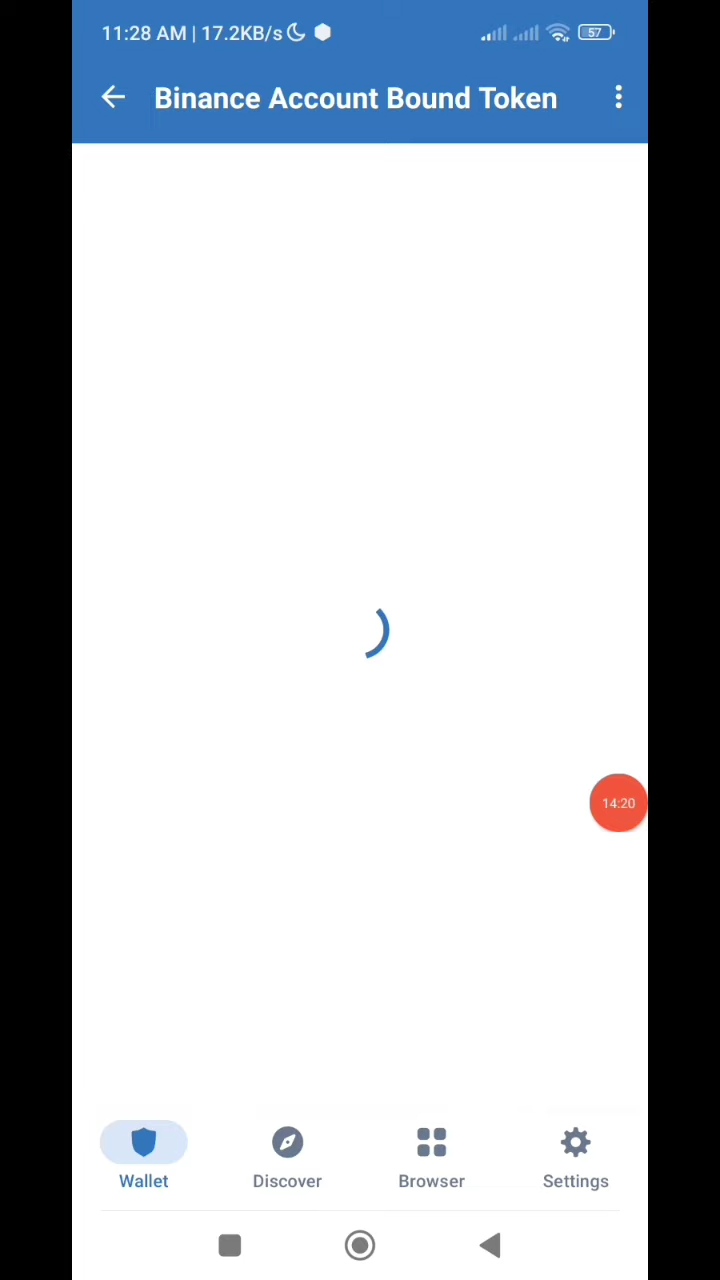 11:28 AM | 17.2KB/s 57
Binance Account Bound Token
14:20
Wallet Discover Browser Settings